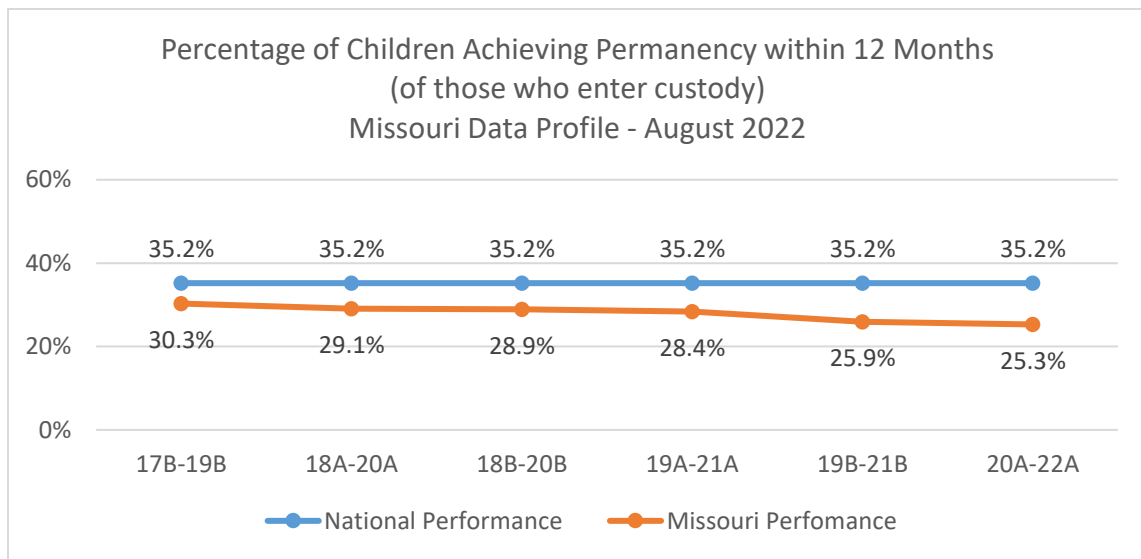 Percentage of Children Achieving Permanency within 12 Months
(of those who enter custody)
Missouri Data Profile - August 2022
60%
35.2% 35.2% 35.2% 35.2% 35.2% 35.2%
40%
30.3% 29.1% 28.9% 28.4% 25.9% 25.3%
20%
0%
17B-19B 18A-20A 18B-20B 19A-21A 19B-21B 20A-22A
National Performance Missouri Perfomance